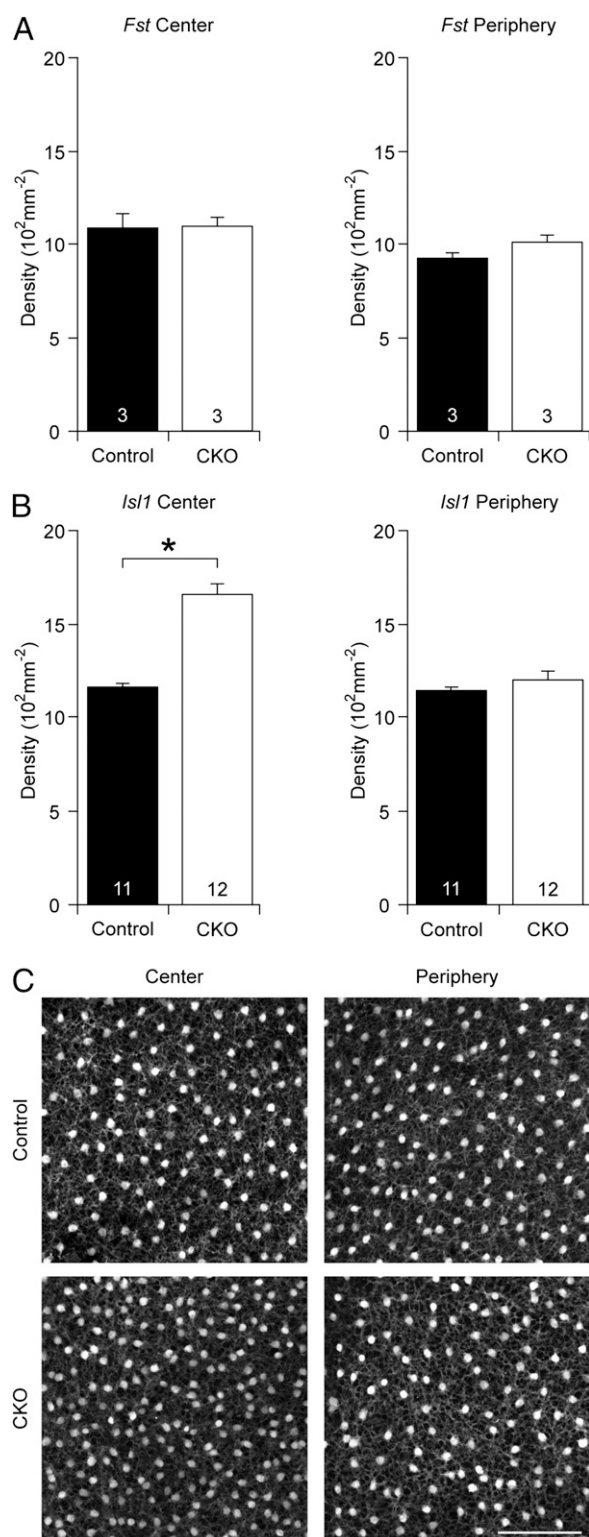 A
Fst Center
Fst Periphery
20
15
10
5
0
Density (10²mm⁻²)
3
3
Control
CKO
20
15
10
5
0
Density (10²mm⁻²)
3
3
Control
CKO
B
Isl1 Center
Isl1 Periphery
20
15
10
5
0
Density (10²mm⁻²)
*
11
12
Control
CKO
20
15
10
5
0
Density (10²mm⁻²)
11
12
Control
CKO
C
Center
Periphery
Control
CKO